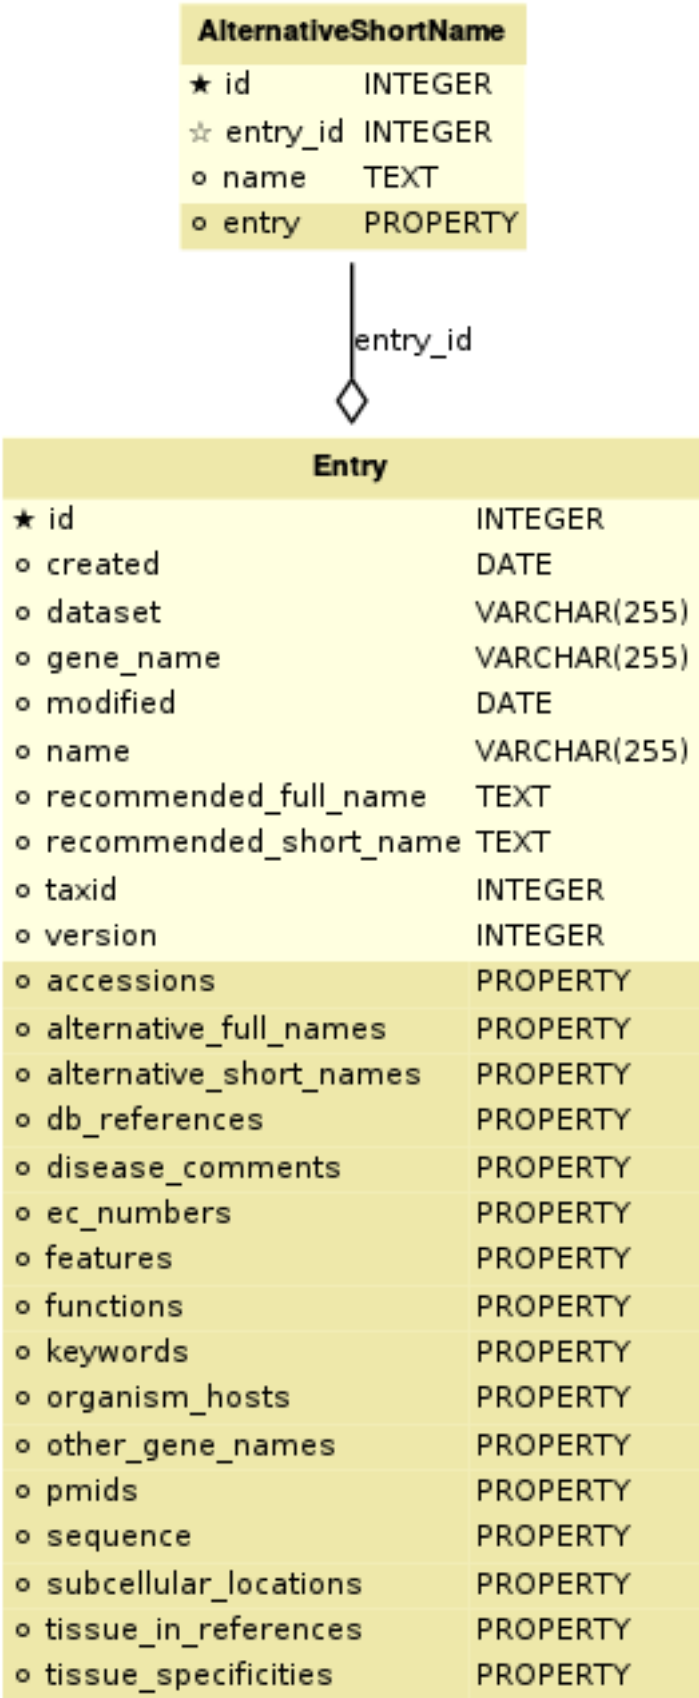 AlternativeShortName
★ id INTEGER
☆ entry_id INTEGER
name TEXT
entry PROPERTY
entry_id
Entry
★ id INTEGER
created DATE
dataset VARCHAR(255)
gene_name VARCHAR(255)
modified DATE
name VARCHAR(255)
recommended_full_name TEXT
recommended_short_name TEXT
taxid INTEGER
version INTEGER
accessions PROPERTY
alternative_full_names PROPERTY
alternative_short_names PROPERTY
db_references PROPERTY
disease_comments PROPERTY
ec_numbers PROPERTY
features PROPERTY
functions PROPERTY
keywords PROPERTY
organism_hosts PROPERTY
other_gene_names PROPERTY
pmids PROPERTY
sequence PROPERTY
subcellular_locations PROPERTY
tissue_in_references PROPERTY
tissue_specificities PROPERTY